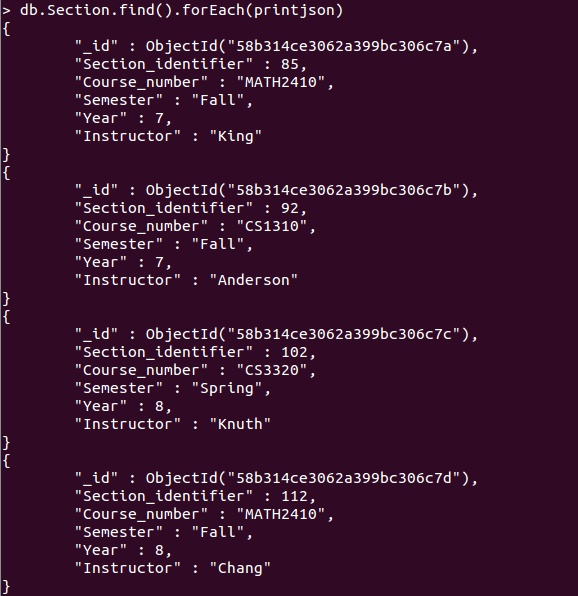 > db.Section.find().forEach(printjson)
{
        "_id" : ObjectId("58b314ce3062a399bc306c7a"),
        "Section_identifier" : 85,
        "Course_number" : "MATH2410",
        "Semester" : "Fall",
        "Year" : 7,
        "Instructor" : "King"
}
{
        "_id" : ObjectId("58b314ce3062a399bc306c7b"),
        "Section_identifier" : 92,
        "Course_number" : "CS1310",
        "Semester" : "Fall",
        "Year" : 7,
        "Instructor" : "Anderson"
}
{
        "_id" : ObjectId("58b314ce3062a399bc306c7c"),
        "Section_identifier" : 102,
        "Course_number" : "CS3320",
        "Semester" : "Spring",
        "Year" : 8,
        "Instructor" : "Knuth"
}
{
        "_id" : ObjectId("58b314ce3062a399bc306c7d"),
        "Section_identifier" : 112,
        "Course_number" : "MATH2410",
        "Semester" : "Fall",
        "Year" : 8,
        "Instructor" : "Chang"
}